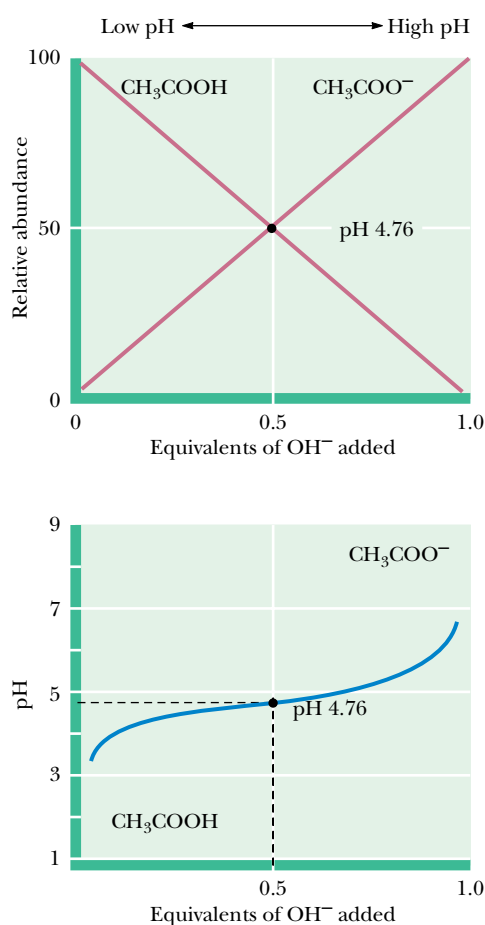 Low pH High pH
100
CH₃COOH CH₃COO⁻
Relative abundance
50
pH 4.76
0
0 0.5 1.0
Equivalents of OH⁻ added
9
CH₃COO⁻
7
pH
5
pH 4.76
3
CH₃COOH
1
0.5 1.0
Equivalents of OH⁻ added